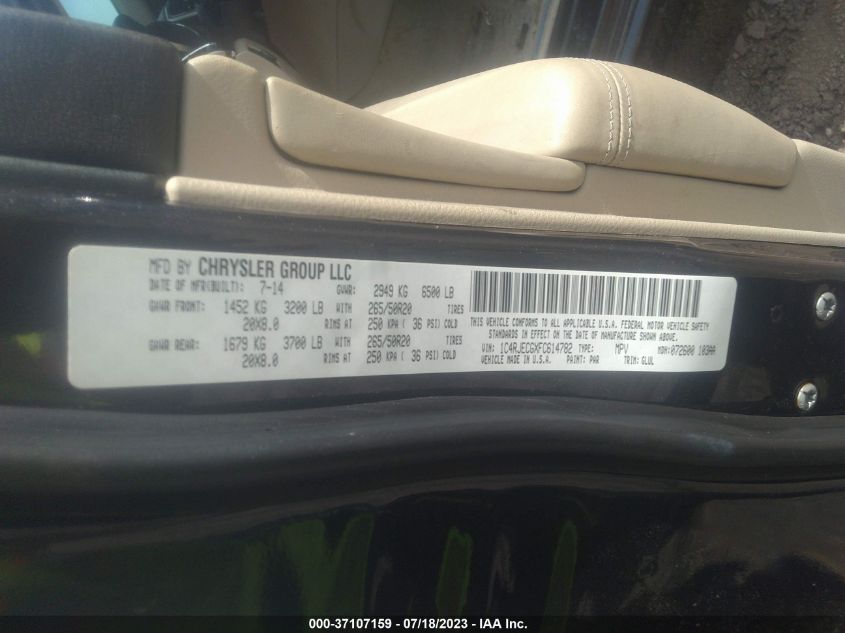 MFD BY CHRYSLER GROUP LLC
DATE OF MFR(BUILT): 7-14 GVWR: 2949 KG 6500 LB
GAWR FRONT: 1452 KG 3200 LB WITH 265/50R20 TIRES
20X8.0 RIMS AT 250 KPA ( 36 PSI) COLD
GAWR REAR: 1679 KG 3700 LB WITH 265/50R20 TIRES
20X8.0 RIMS AT 250 KPA ( 36 PSI) COLD
THIS VEHICLE CONFORMS TO ALL APPLICABLE U.S.A. FEDERAL MOTOR VEHICLE SAFETY
STANDARDS IN EFFECT ON THE DATE OF MANUFACTURE SHOWN ABOVE.
VIN: 1C4RJECGXFC614782 TYPE: MPV MDH:072600 103AA
VEHICLE MADE IN U.S.A. PAINT: PAR TRIM: GLUL
000-37107159 - 07/18/2023 - IAA Inc.